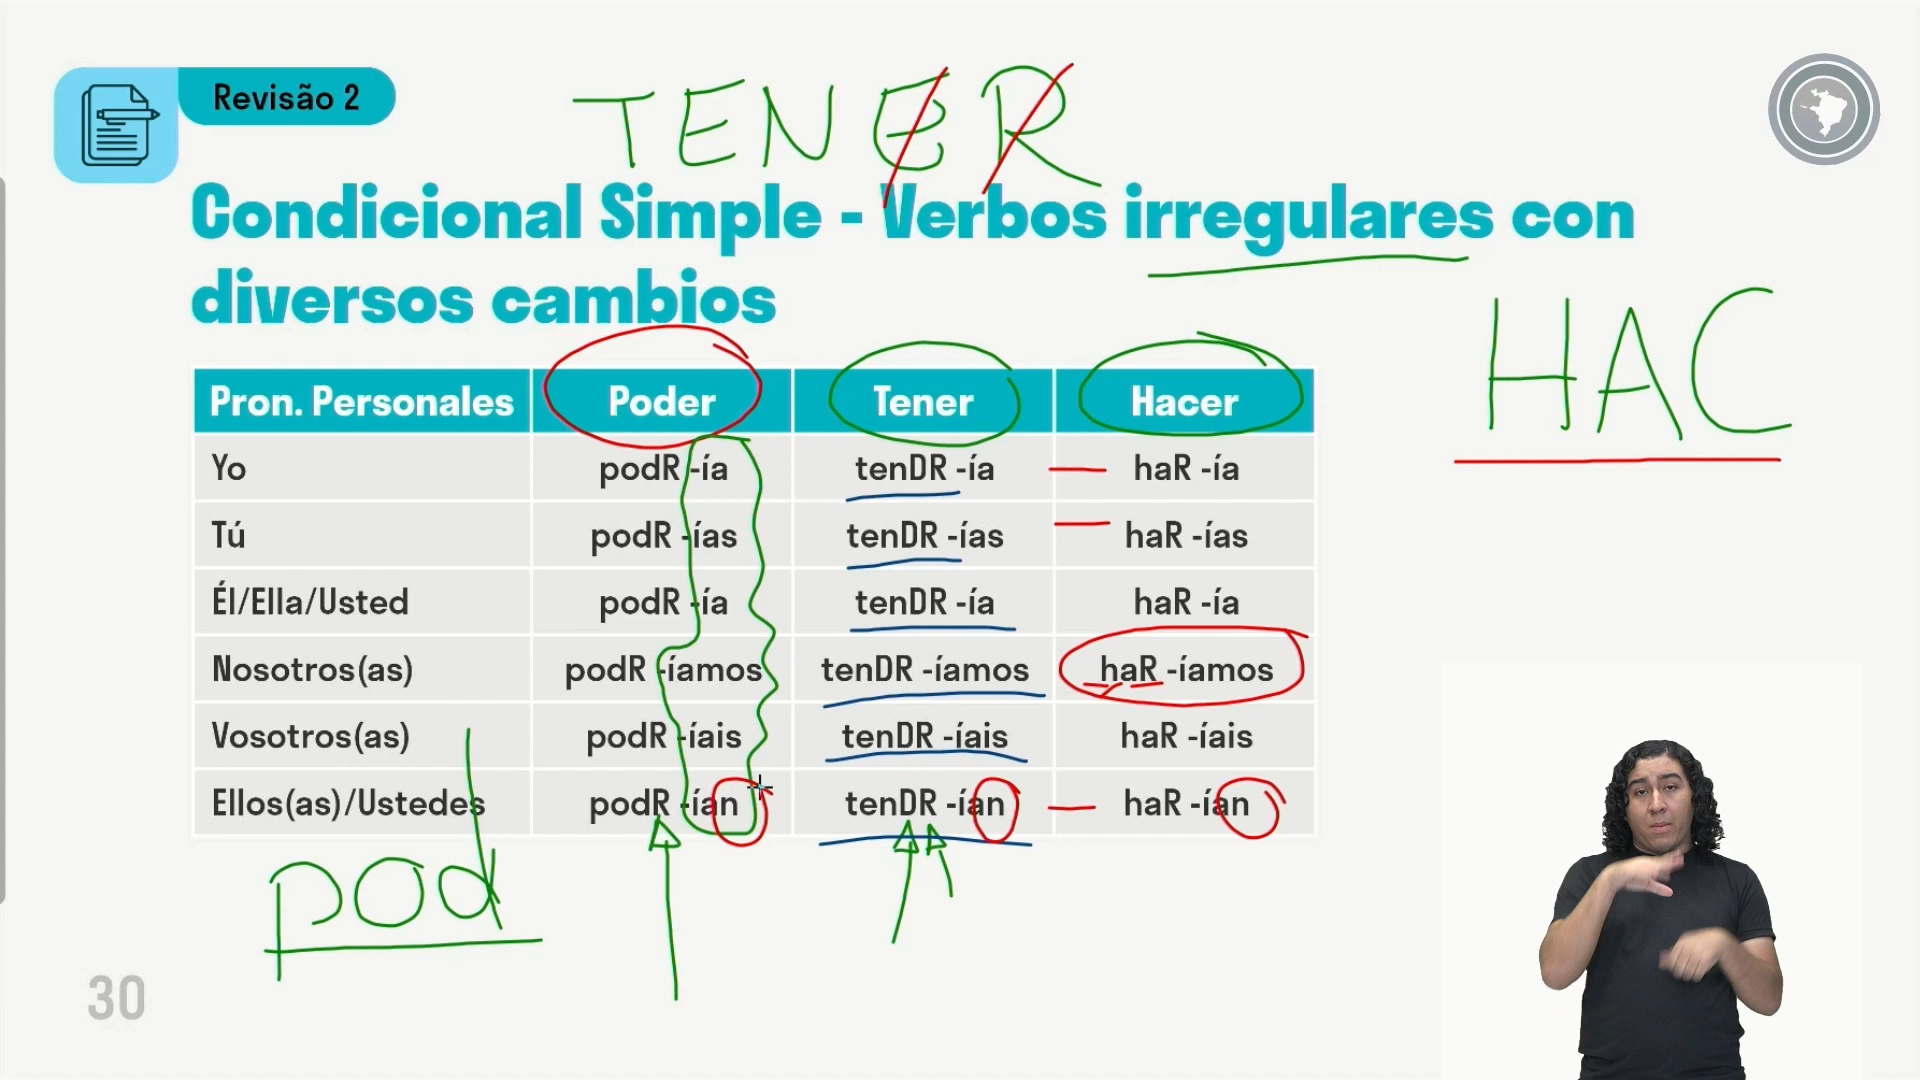 Revisão 2
TENER
Condicional Simple - Verbos irregulares con
diversos cambios
HAC
Pron. Personales Poder Tener Hacer
Yo podR -ía tenDR -ía haR -ía
Tú podR -ías tenDR -ías haR -ías
Él/Ella/Usted podR -ía tenDR -ía haR -ía
Nosotros(as) podR -íamos tenDR -íamos haR -íamos
Vosotros(as) podR -íais tenDR -íais haR -íais
Ellos(as)/Ustedes podR -ían tenDR -ían haR -ían
pod
30